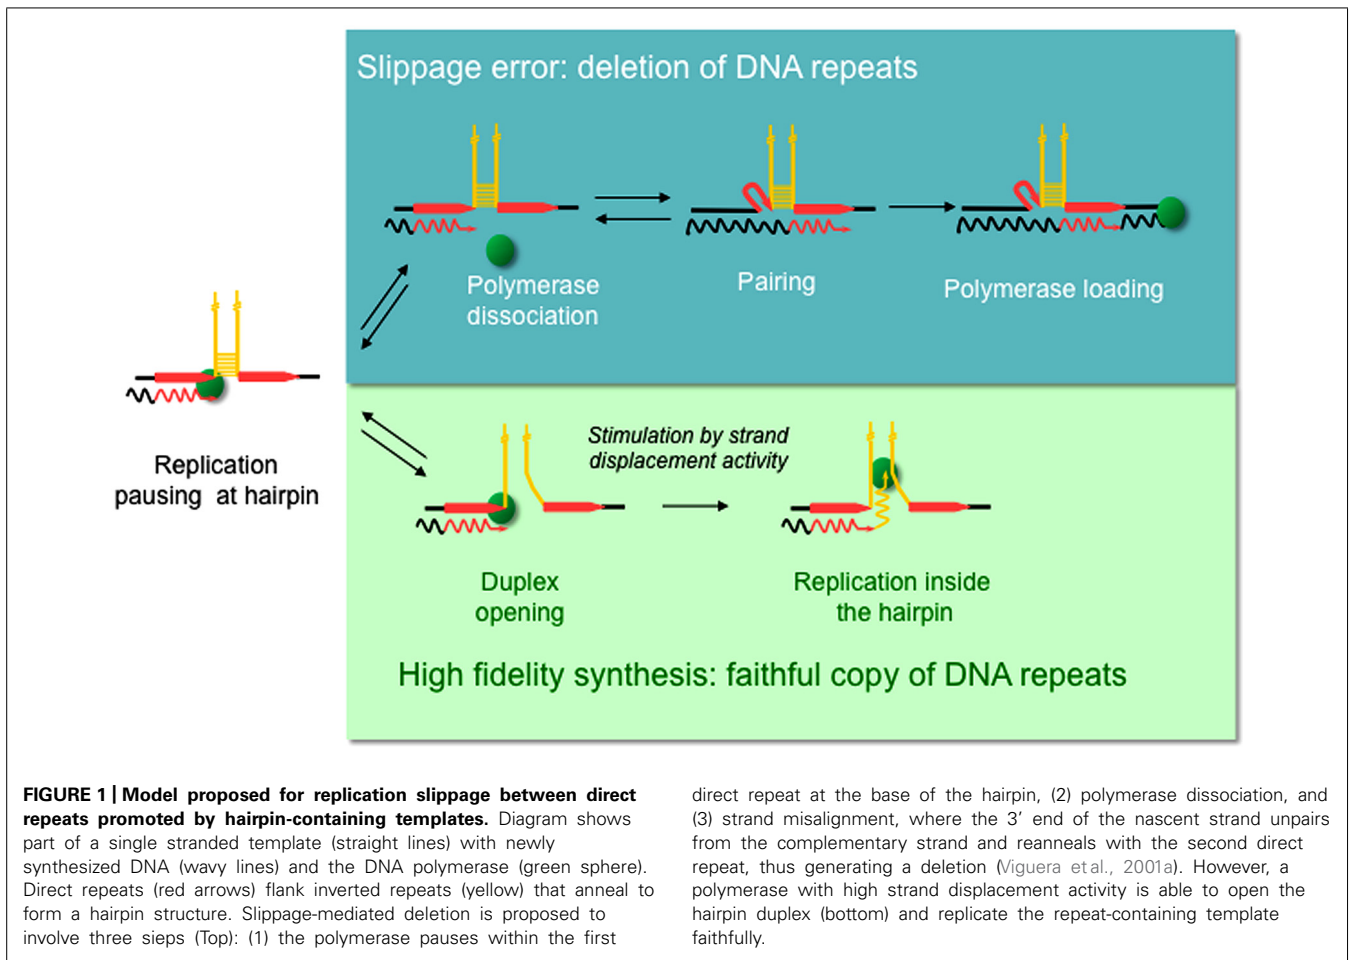 Slippage error: deletion of DNA repeats
Polymerase
dissociation
Pairing
Polymerase loading
Replication
pausing at hairpin
Stimulation by strand
displacement activity
Duplex
opening
Replication inside
the hairpin
High fidelity synthesis: faithful copy of DNA repeats
FIGURE 1 | Model proposed for replication slippage between direct
repeats promoted by hairpin-containing templates. Diagram shows
part of a single stranded template (straight lines) with newly
synthesized DNA (wavy lines) and the DNA polymerase (green sphere).
Direct repeats (red arrows) flank inverted repeats (yellow) that anneal to
form a hairpin structure. Slippage-mediated deletion is proposed to
involve three sieps (Top): (1) the polymerase pauses within the first
direct repeat at the base of the hairpin, (2) polymerase dissociation, and
(3) strand misalignment, where the 3′ end of the nascent strand unpairs
from the complementary strand and reanneals with the second direct
repeat, thus generating a deletion (Viguera et al., 2001a). However, a
polymerase with high strand displacement activity is able to open the
hairpin duplex (bottom) and replicate the repeat-containing template
faithfully.